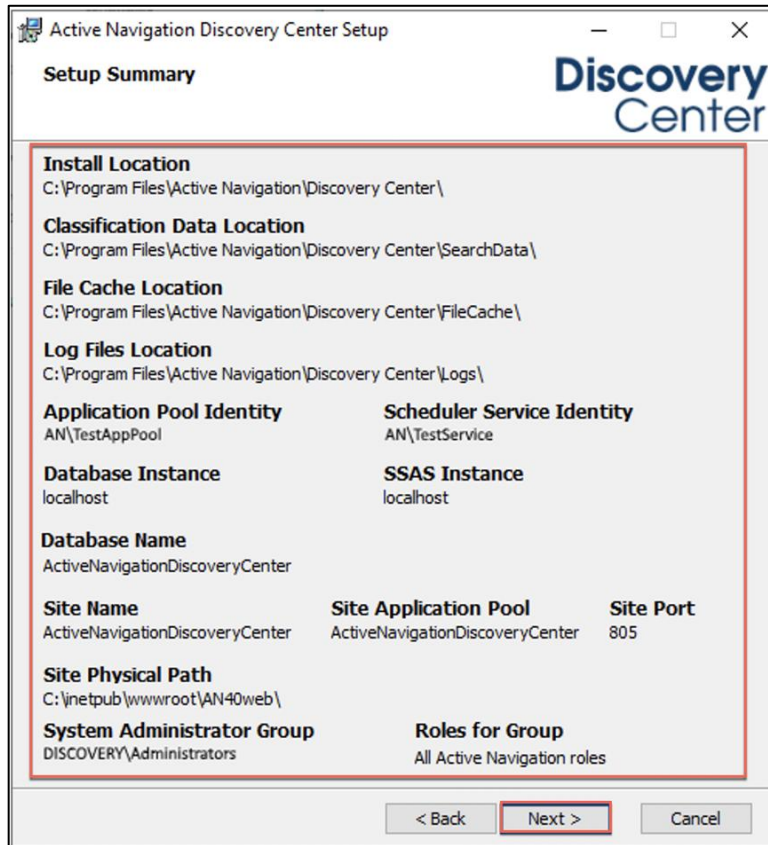 Active Navigation Discovery Center Setup
Setup Summary
Discovery
Center
Install Location
C:\Program Files\Active Navigation\Discovery Center\
Classification Data Location
C:\Program Files\Active Navigation\Discovery Center\SearchData\
File Cache Location
C:\Program Files\Active Navigation\Discovery Center\FileCache\
Log Files Location
C:\Program Files\Active Navigation\Discovery Center\Logs\
Application Pool Identity Scheduler Service Identity
AN\TestAppPool AN\TestService
Database Instance SSAS Instance
localhost localhost
Database Name
ActiveNavigationDiscoveryCenter
Site Name Site Application Pool Site Port
ActiveNavigationDiscoveryCenter ActiveNavigationDiscoveryCenter 805
Site Physical Path
C:\inetpub\wwwroot\AN40web\
System Administrator Group Roles for Group
DISCOVERY\Administrators All Active Navigation roles
< Back Next > Cancel